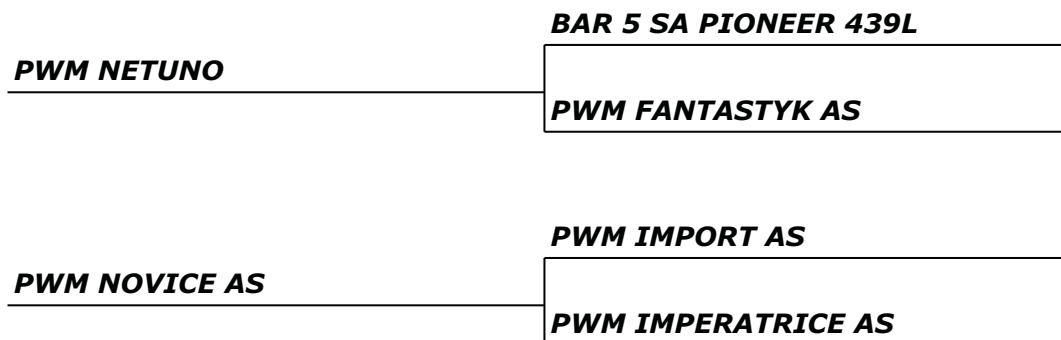 BAR 5 SA PIONEER 439L
PWM NETUNO
PWM FANTASTYK AS
PWM IMPORT AS
PWM NOVICE AS
PWM IMPERATRICE AS